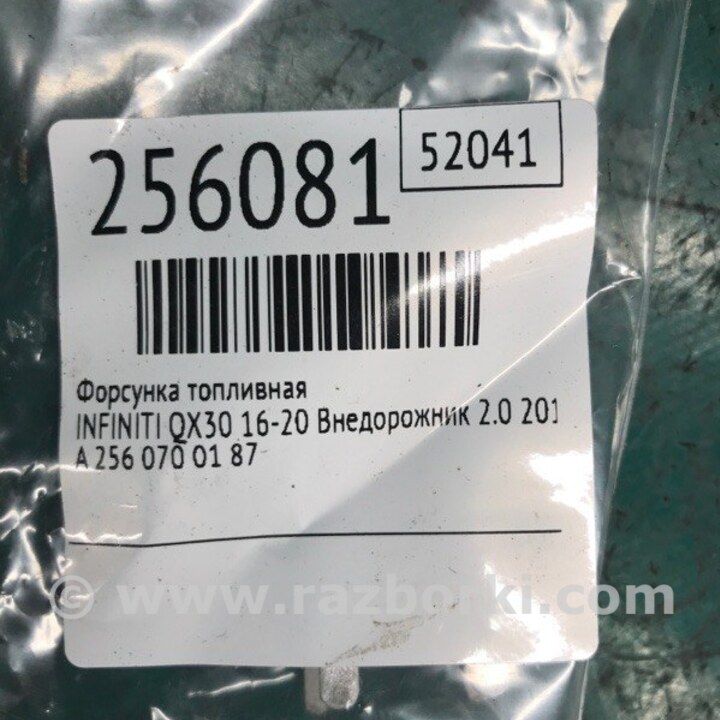 256081
52041
Форсунка топливная
INFINITI QX30 16-20 Внедорожник 2.0 201
A 256 070 01 87
© www.razborki.com